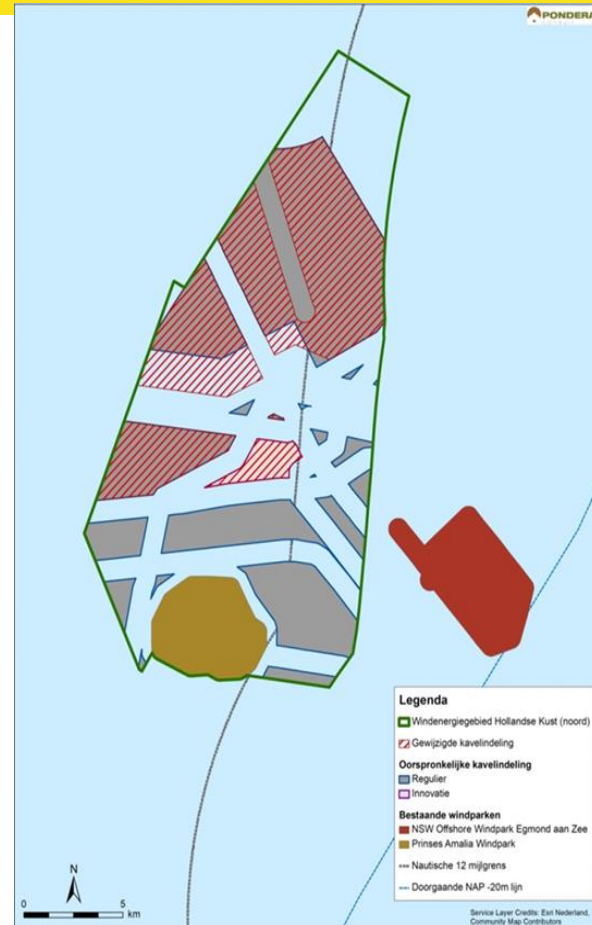 PONDERA
Legenda
Windenergiegebied Hollandse Kust (noord)
Gewijzigde kavelindeling
Oorspronkelijke kavelindeling
Regulier
Innovatie
Bestaande windparken
NSW Offshore Windpark Egmond aan Zee
Prinses Amalia Windpark
Nautische 12 mijlgrens
Doorgaande NAP -20m lijn
N
0 5
km
Service Layer Credits: Esri Nederland,
Community Map Contributors